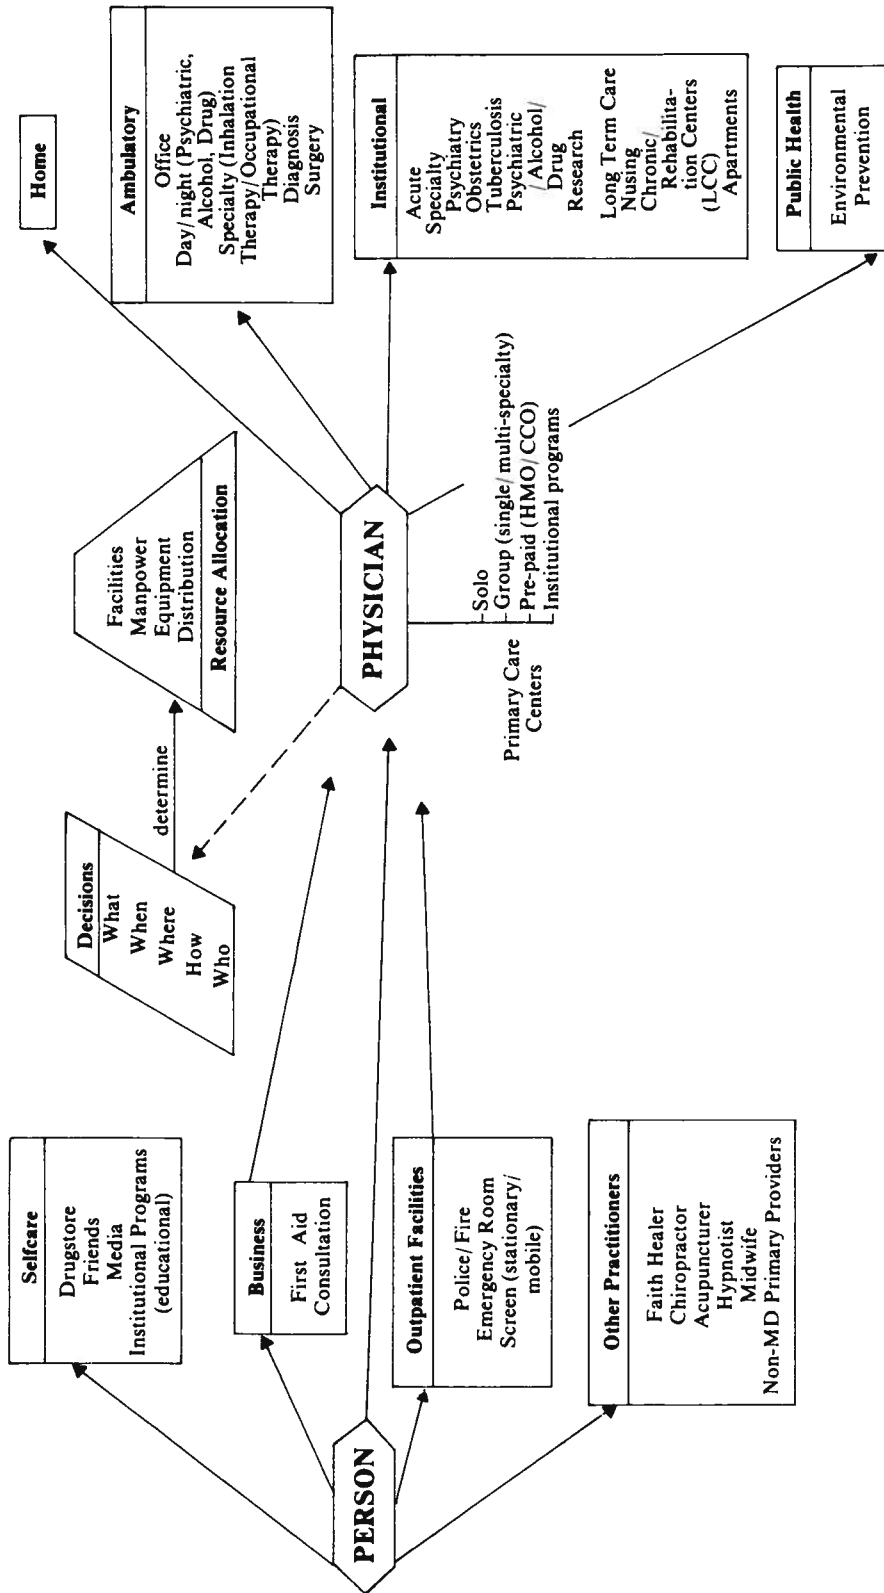 Selfcare
Drugstore
Friends
Media
Institutional Programs
(educational)
Business
First Aid
Consultation
PERSON
Outpatient Facilities
Police/Fire
Emergency Room
Screen (stationary/
mobile)
Other Practitioners
Faith Healer
Chiropractor
Acupuncturer
Hypnotist
Midwife
Non-MD Primary Providers
Decisions
What
When
Where
How
Who
determine
Facilities
Manpower
Equipment
Distribution
Resource Allocation
PHYSICIAN
Primary Care
Centers
Solo
Group (single/multi-specialty)
Pre-paid (HMO/CCO)
Institutional programs
Home
Ambulatory
Office
Day/night (Psychiatric,
Alcohol, Drug)
Specialty (Inhalation
Therapy/Occupational
Therapy)
Diagnosis
Surgery
Institutional
Acute
Specialty
Psychiatry
Obstetrics
Tuberculosis
Psychiatric
/Alcohol/
Drug
Research
Long Term Care
Nusing
Chronic/
Rehabilita-
tion Centers
(LCC)
Apartments
Public Health
Environmental
Prevention